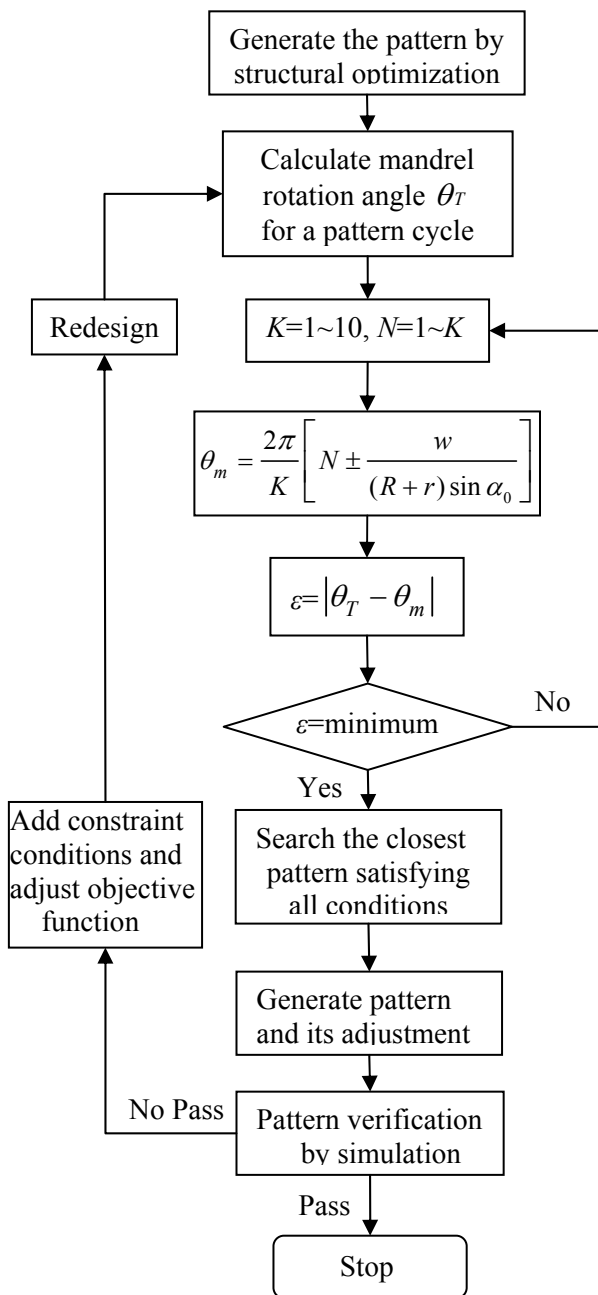 Generate the pattern by
structural optimization
Calculate mandrel
rotation angle θT
for a pattern cycle
Redesign
K=1~10, N=1~K
θm = 2π/K [ N ± w/((R + r) sin α0) ]
ε=|θT − θm|
ε=minimum
No
Yes
Add constraint
conditions and
adjust objective
function
Search the closest
pattern satisfying
all conditions
Generate pattern
and its adjustment
No Pass
Pattern verification
by simulation
Pass
Stop